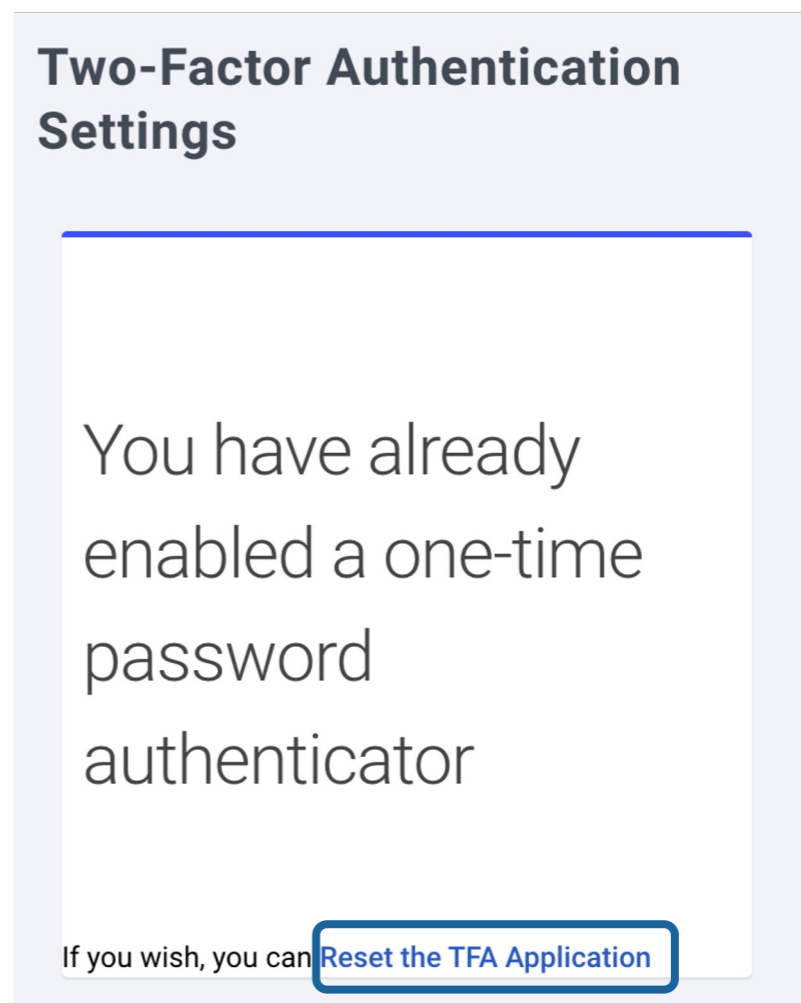 Two-Factor Authentication
Settings
You have already
enabled a one-time
password
authenticator
If you wish, you can Reset the TFA Application